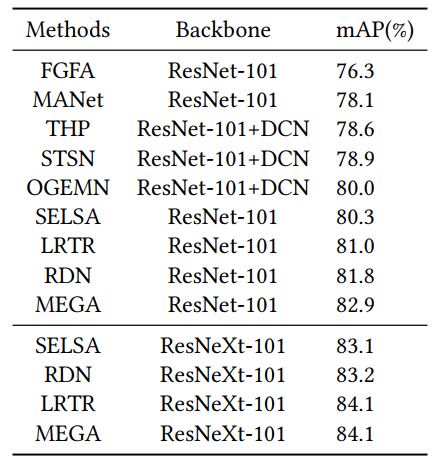 Methods Backbone mAP(%)
FGFA ResNet-101 76.3
MANet ResNet-101 78.1
THP ResNet-101+DCN 78.6
STSN ResNet-101+DCN 78.9
OGEMN ResNet-101+DCN 80.0
SELSA ResNet-101 80.3
LRTR ResNet-101 81.0
RDN ResNet-101 81.8
MEGA ResNet-101 82.9
SELSA ResNeXt-101 83.1
RDN ResNeXt-101 83.2
LRTR ResNeXt-101 84.1
MEGA ResNeXt-101 84.1